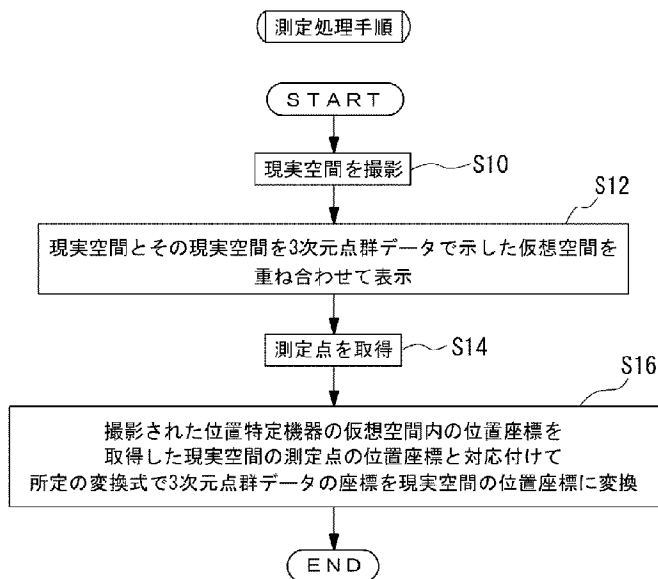 測定処理手順
START
現実空間を撮影
S10
S12
現実空間とその現実空間を3次元点群データで示した仮想空間を
重ね合わせて表示
測定点を取得
S14
S16
撮影された位置特定機器の仮想空間内の位置座標を
取得した現実空間の測定点の位置座標と対応付けて
所定の変換式で3次元点群データの座標を現実空間の位置座標に変換
END